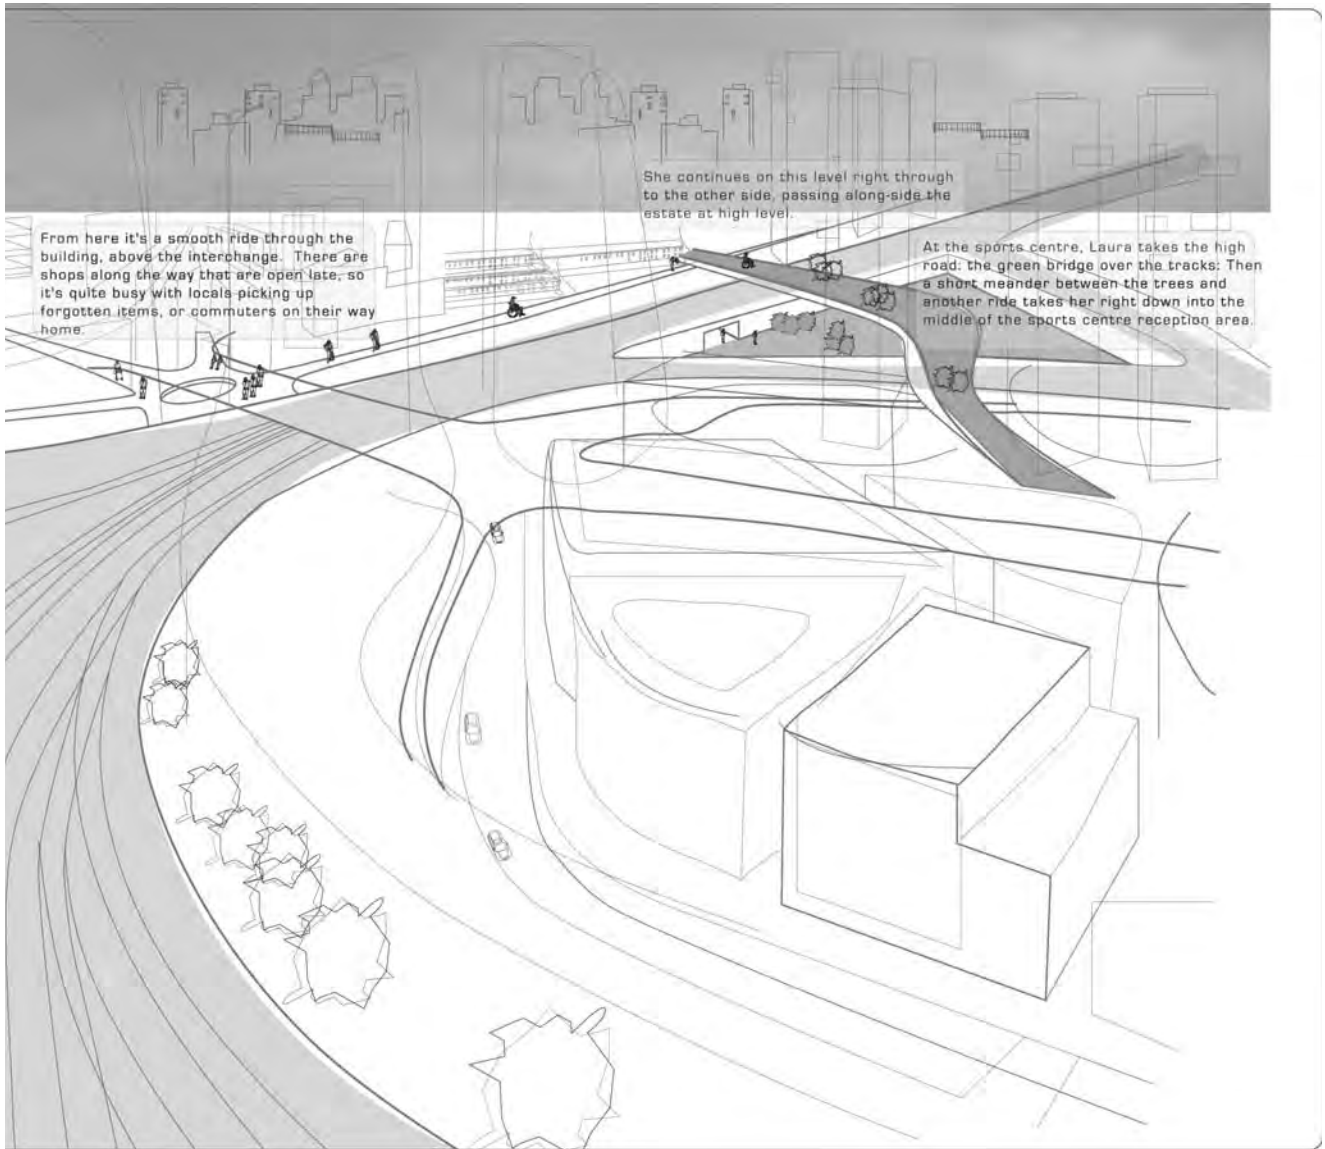 From here it's a smooth ride through the
building, above the interchange. There are
shops along the way that are open late, so
it's quite busy with locals picking up
forgotten items, or commuters on their way
home.
She continues on this level right through
to the other side, passing along-side the
estate at high level.
At the sports centre, Laura takes the high
road: the green bridge over the tracks. Then
a short meander between the trees and
another ride takes her right down into the
middle of the sports centre reception area.